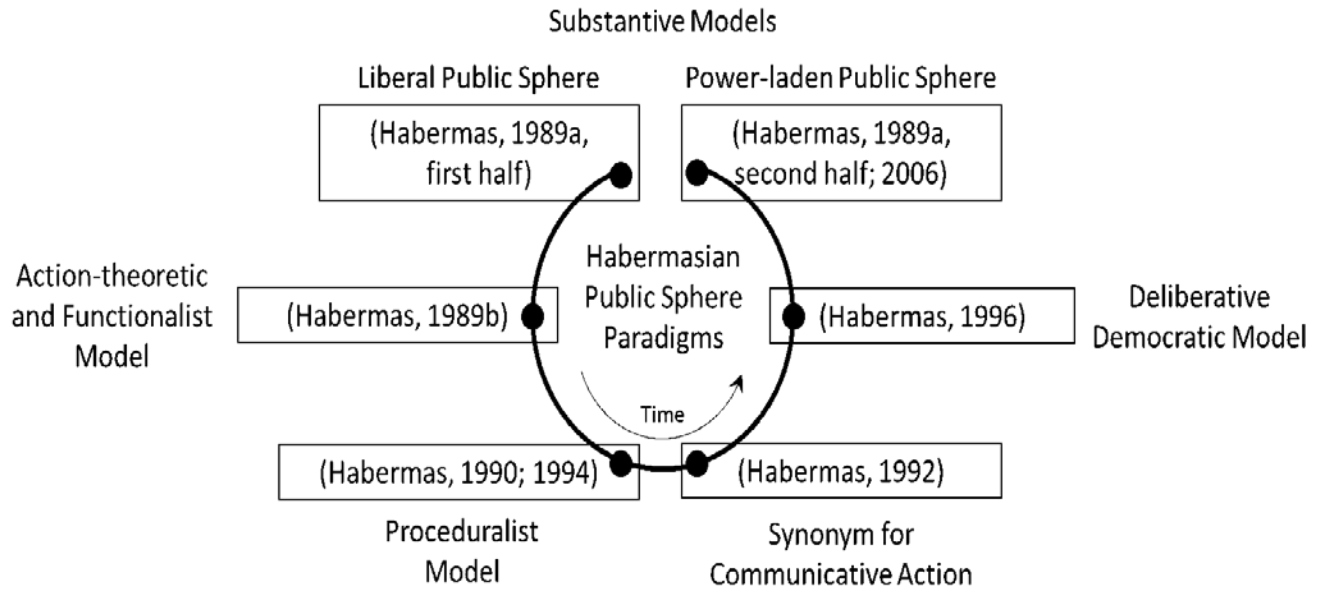 Substantive Models
Liberal Public Sphere
Power-laden Public Sphere
(Habermas, 1989a,
first half)
(Habermas, 1989a,
second half; 2006)
Action-theoretic
and Functionalist
Model
(Habermas, 1989b)
Habermasian
Public Sphere
Paradigms
(Habermas, 1996)
Deliberative
Democratic Model
Time
(Habermas, 1990; 1994)
(Habermas, 1992)
Proceduralist
Model
Synonym for
Communicative Action